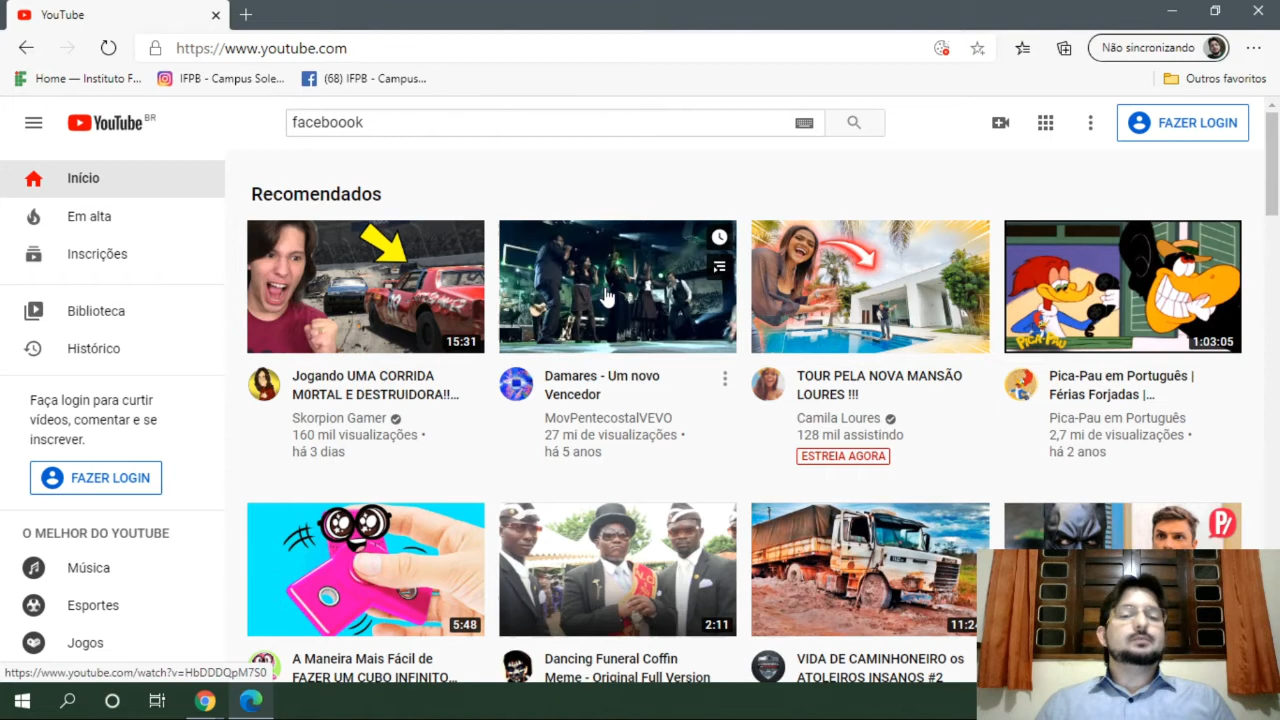 YouTube
https://www.youtube.com
Não sincronizando
Home — Instituto F...
IFPB - Campus Sole...
(68) IFPB - Campus...
Outros favoritos
YouTube BR
faceboook
FAZER LOGIN
Início
Em alta
Inscrições
Biblioteca
Histórico
Faça login para curtir
vídeos, comentar e se
inscrever.
FAZER LOGIN
O MELHOR DO YOUTUBE
Música
Esportes
Jogos
Recomendados
15:31
Jogando UMA CORRIDA
M0RTAL E DESTRUIDORA!!...
Skorpion Gamer
160 mil visualizações •
há 3 dias
Damares - Um novo
Vencedor
MovPentecostalVEVO
27 mi de visualizações •
há 5 anos
TOUR PELA NOVA MANSÃO
LOURES !!!
Camila Loures
128 mil assistindo
ESTREIA AGORA
PICA-PAU
1:03:05
Pica-Pau em Português |
Férias Forjadas |...
Pica-Pau em Português
2,7 mi de visualizações •
há 2 anos
5:48
A Maneira Mais Fácil de
FAZER UM CUBO INFINITO...
2:11
Dancing Funeral Coffin
Meme - Original Full Version
11:24
VIDA DE CAMINHONEIRO os
ATOLEIROS INSANOS #2
https://www.youtube.com/watch?v=HbDDDQpM7S0